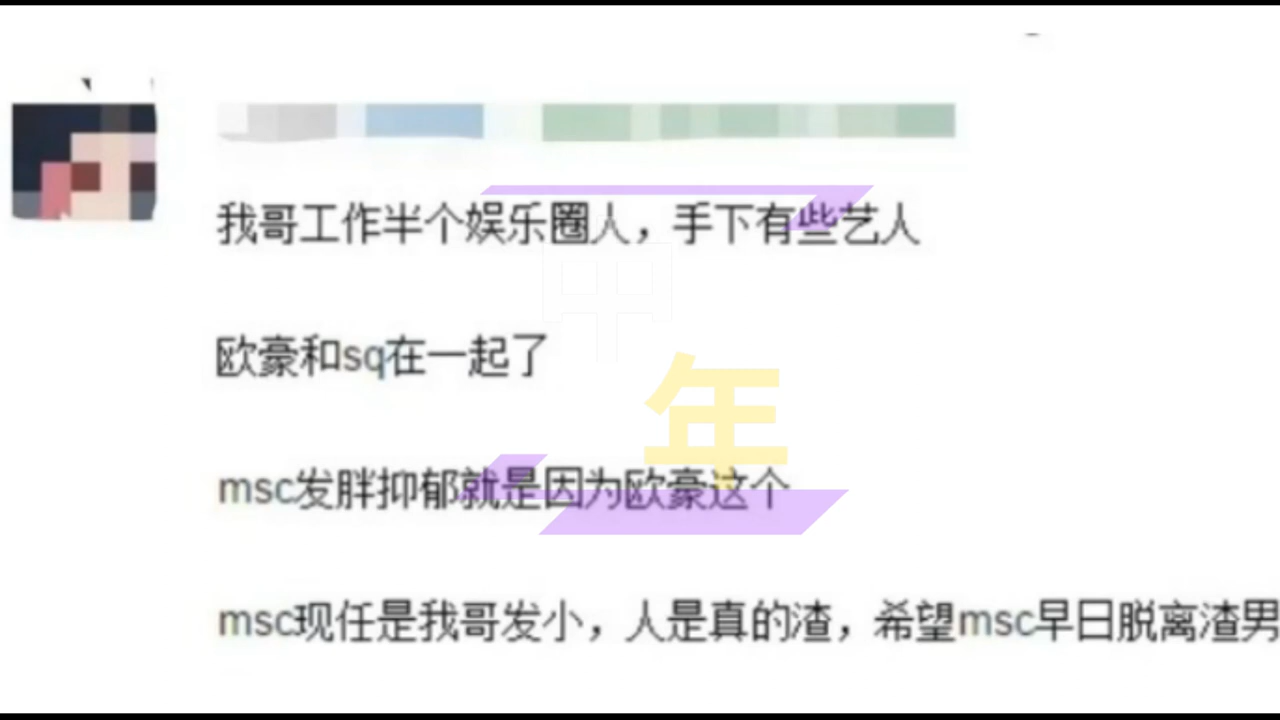 我哥工作半个娱乐圈人，手下有些艺人
欧豪和sq在一起了
年
msc发胖抑郁就是因为欧豪这个
msc现任是我哥发小，人是真的渣，希望msc早日脱离渣男